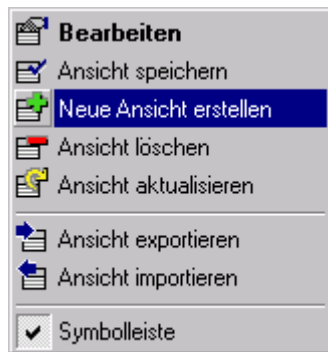 Bearbeiten
Ansicht speichern
Neue Ansicht erstellen
Ansicht löschen
Ansicht aktualisieren
Ansicht exportieren
Ansicht importieren
Symbolleiste